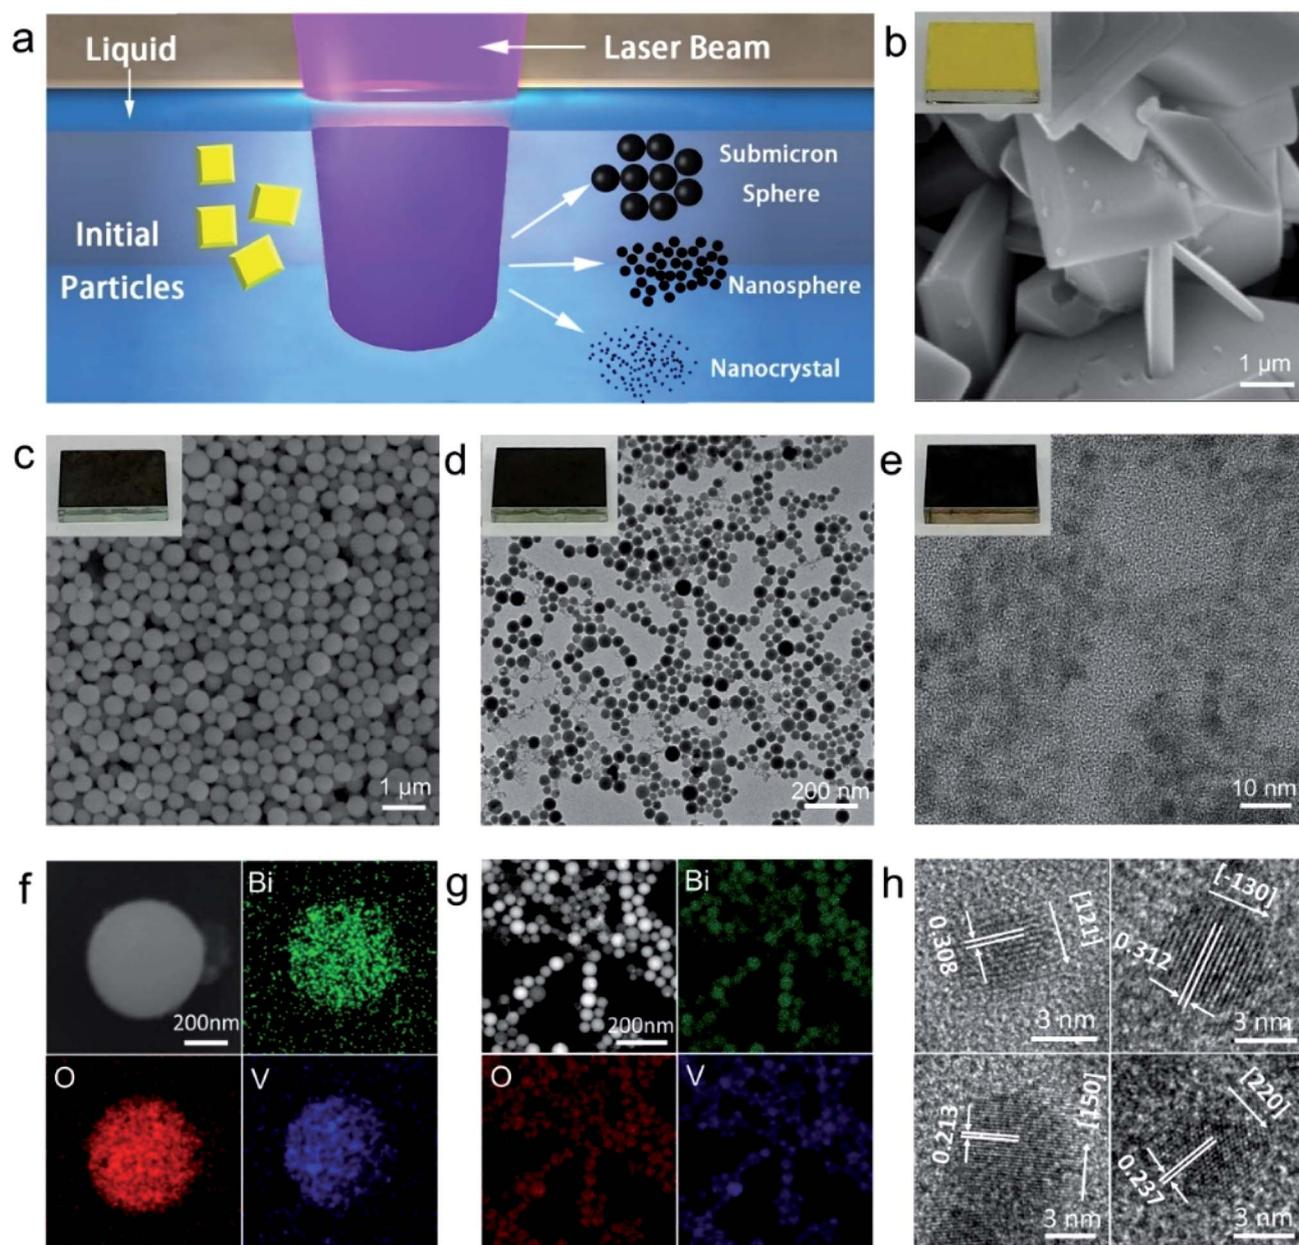 a
Liquid
Laser Beam
Initial
Particles
Submicron
Sphere
Nanosphere
Nanocrystal
b
1 μm
c
1 μm
d
200 nm
e
10 nm
f
200nm
Bi
O
V
g
200nm
Bi
O
V
h
0.308
[121]
3 nm
[-130]
0.312
3 nm
0.213
[150]
3 nm
[220]
0.237
3 nm